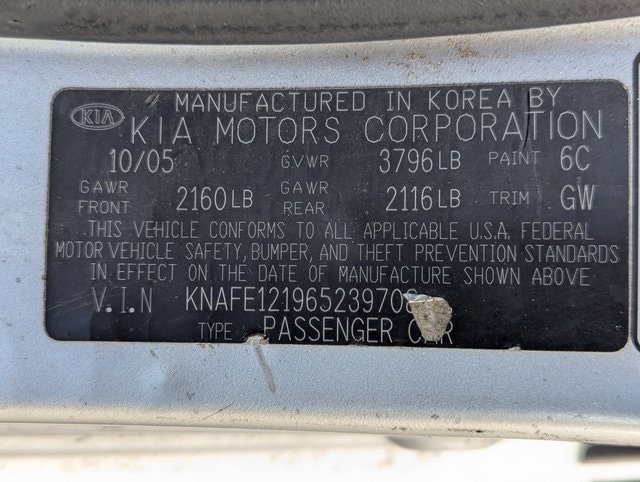 MANUFACTURED IN KOREA BY
KIA
KIA MOTORS CORPORATION
10/05 GVWR 3796LB PAINT 6C
GAWR FRONT 2160LB GAWR REAR 2116LB TRIM GW
THIS VEHICLE CONFORMS TO ALL APPLICABLE U.S.A. FEDERAL
MOTOR VEHICLE SAFETY, BUMPER, AND THEFT PREVENTION STANDARDS
IN EFFECT ON THE DATE OF MANUFACTURE SHOWN ABOVE
V.I.N
TYPE : PASSENGER CAR